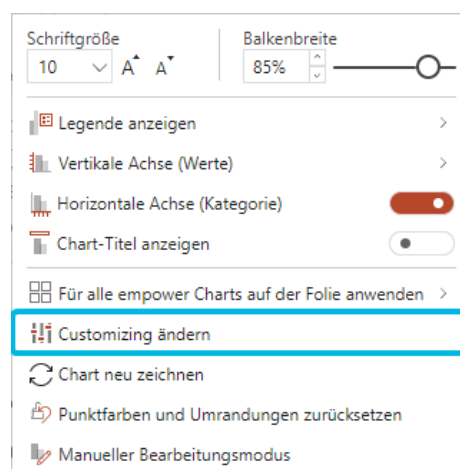 Schriftgröße Balkenbreite
10 A A 85%
Legende anzeigen
Vertikale Achse (Werte)
Horizontale Achse (Kategorie)
Chart-Titel anzeigen
Für alle empower Charts auf der Folie anwenden
Customizing ändern
Chart neu zeichnen
Punktfarben und Umrandungen zurücksetzen
Manueller Bearbeitungsmodus